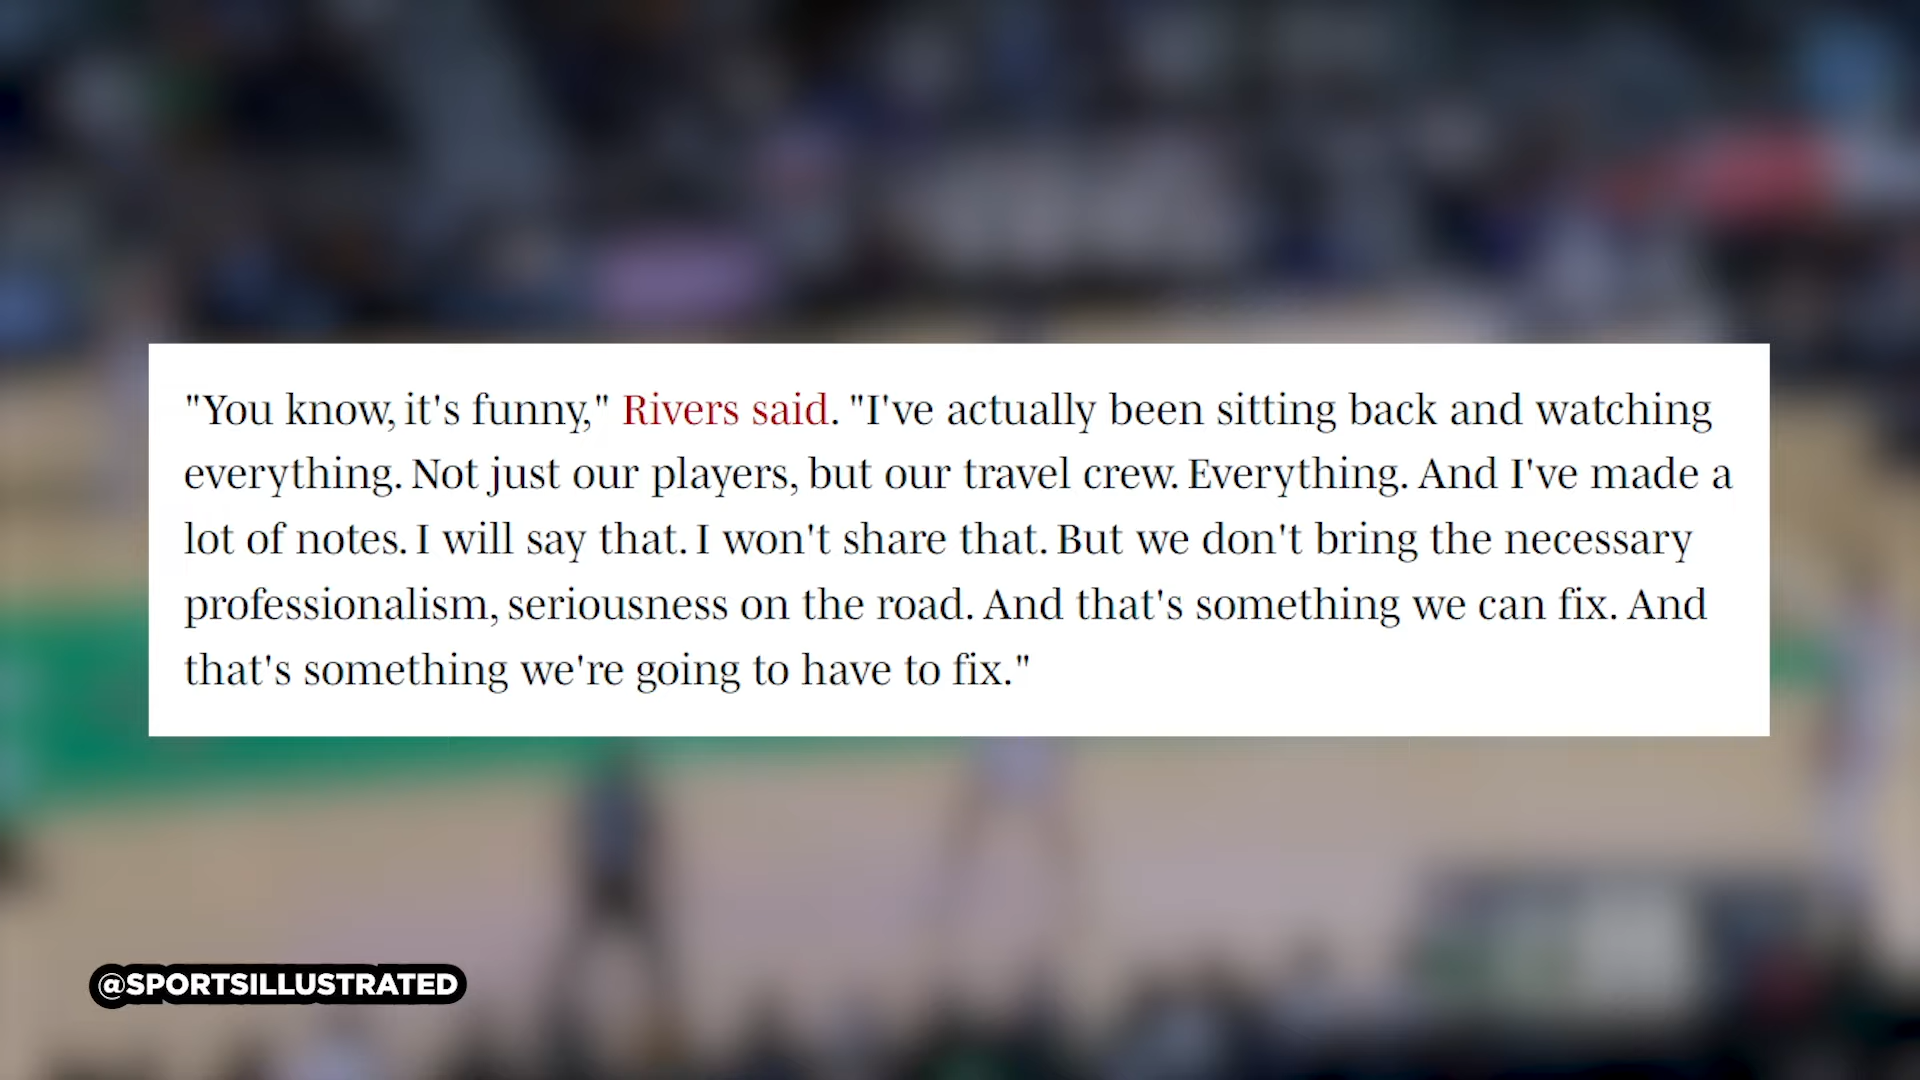 "You know, it's funny," Rivers said. "I've actually been sitting back and watching
everything. Not just our players, but our travel crew. Everything. And I've made a
lot of notes. I will say that. I won't share that. But we don't bring the necessary
professionalism, seriousness on the road. And that's something we can fix. And
that's something we're going to have to fix."
@SPORTSILLUSTRATED